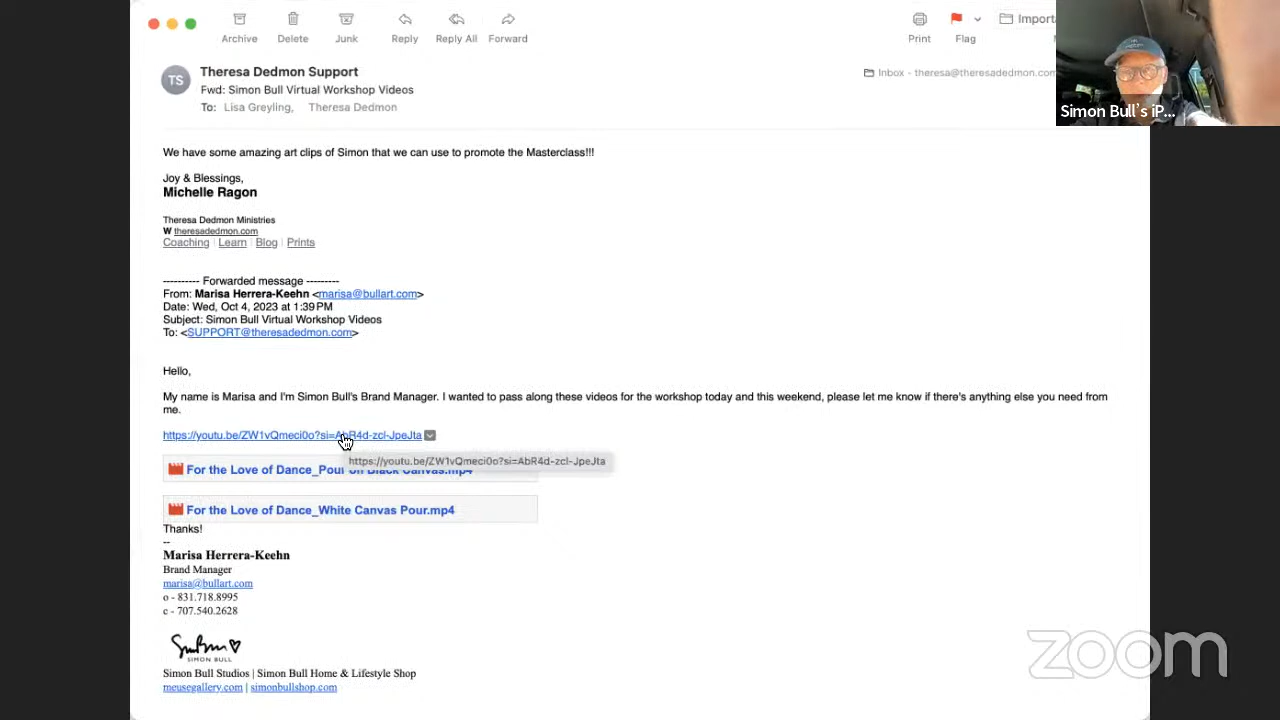 Archive
Delete
Junk
Reply
Reply All
Forward
Print
Flag
TS
Theresa Dedmon Support
Inbox - theresa@theresadedmon.com
Fwd: Simon Bull Virtual Workshop Videos
To: Lisa Greyling, Theresa Dedmon
Simon Bull's iP...
We have some amazing art clips of Simon that we can use to promote the Masterclass!!!
Joy & Blessings,
Michelle Ragon
Theresa Dedmon Ministries
W theresadedmon.com
Coaching | Learn | Blog | Prints
---------- Forwarded message ---------
From: Marisa Herrera-Keehn <marisa@bullart.com>
Date: Wed, Oct 4, 2023 at 1:39 PM
Subject: Simon Bull Virtual Workshop Videos
To: <SUPPORT@theresadedmon.com>
Hello,
My name is Marisa and I'm Simon Bull's Brand Manager. I wanted to pass along these videos for the workshop today and this weekend, please let me know if there's anything else you need from
me.
https://youtu.be/ZW1vQmeci0o?si=AbR4d-zcI-JpeJta
https://youtu.be/ZW1vQmeci0o?si=AbR4d-zcI-JpeJta
For the Love of Dance_Pour on Black Canvas.mp4
For the Love of Dance_White Canvas Pour.mp4
Thanks!
--
Marisa Herrera-Keehn
Brand Manager
marisa@bullart.com
o - 831.718.8995
c - 707.540.2628
SIMON BULL
Simon Bull Studios | Simon Bull Home & Lifestyle Shop
meusegallery.com | simonbullshop.com
zoom